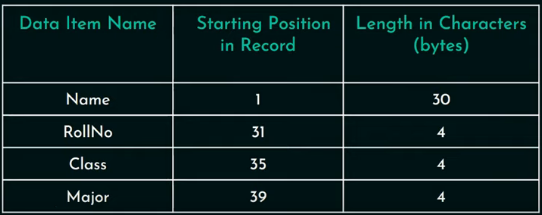 Data Item Name Starting Position Length in Characters
in Record (bytes)
Name 1 30
RollNo 31 4
Class 35 4
Major 39 4